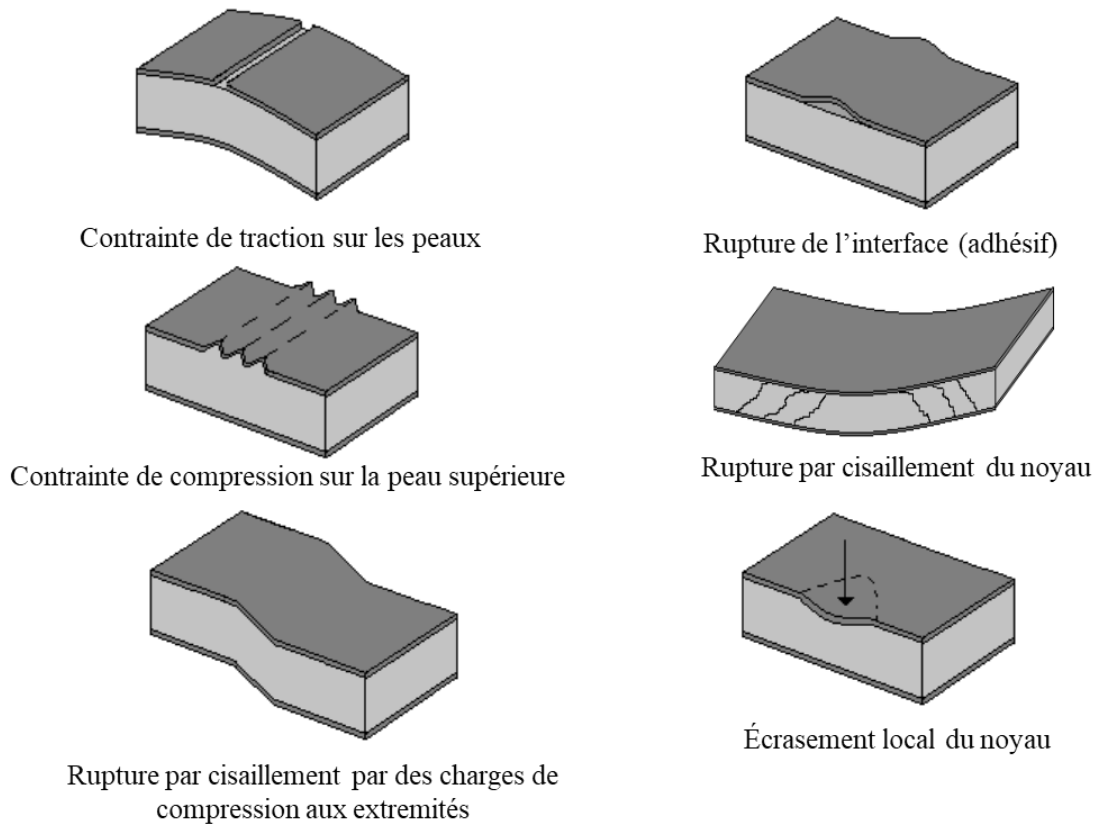 Contrainte de traction sur les peaux
Rupture de l’interface (adhésif)
Contrainte de compression sur la peau supérieure
Rupture par cisaillement du noyau
Rupture par cisaillement par des charges de
compression aux extremités
Écrasement local du noyau